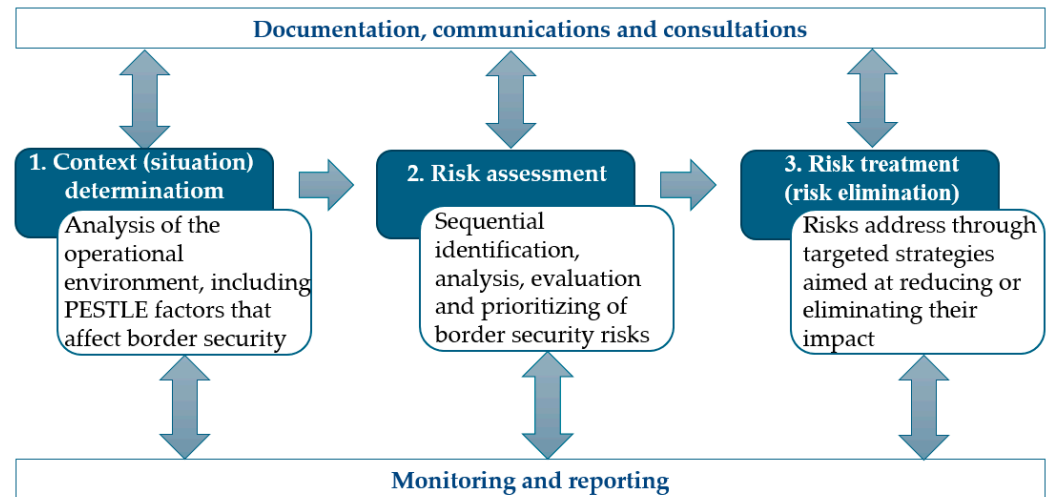 Documentation, communications and consultations
1. Context (situation)
determinatiom
Analysis of the
operational
environment, including
PESTLE factors that
affect border security
2. Risk assessment
Sequential
identification,
analysis, evaluation
and prioritizing of
border security risks
3. Risk treatment
(risk elimination)
Risks address through
targeted strategies
aimed at reducing or
eliminating their
impact
Monitoring and reporting